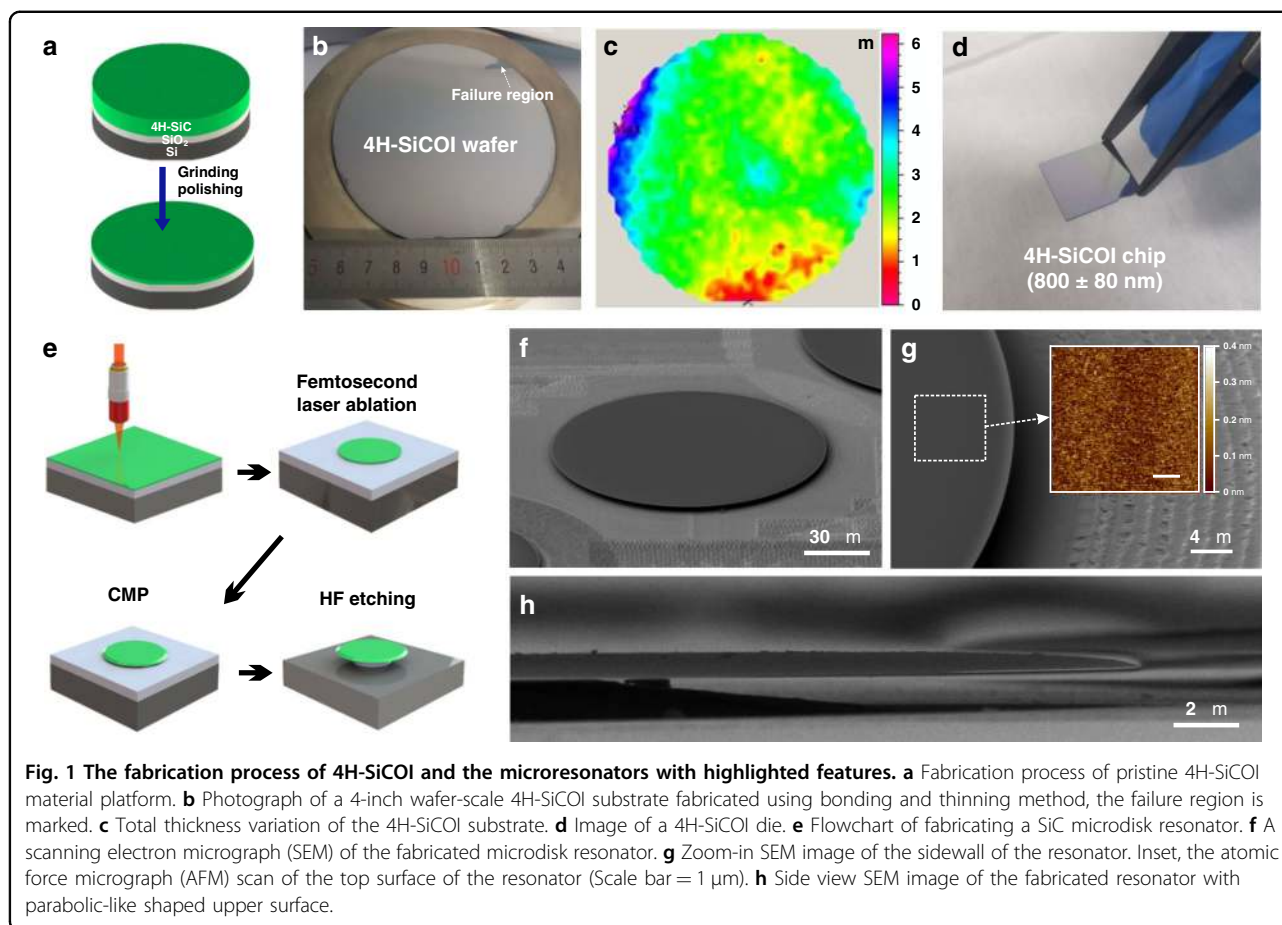 a
4H-SiC
SiO2
Si
Grinding
polishing
b
Failure region
4H-SiCOI wafer
5 6 7 8 9 10 1 2 3 4
c
m
6
5
4
3
2
1
0
d
4H-SiCOI chip
(800 ± 80 nm)
e
Femtosecond
laser ablation
CMP
HF etching
f
30 m
g
0.4 nm
0.3 nm
0.2 nm
0.1 nm
0 nm
4 m
h
2 m
Fig. 1 The fabrication process of 4H-SiCOI and the microresonators with highlighted features. a Fabrication process of pristine 4H-SiCOI
material platform. b Photograph of a 4-inch wafer-scale 4H-SiCOI substrate fabricated using bonding and thinning method, the failure region is
marked. c Total thickness variation of the 4H-SiCOI substrate. d Image of a 4H-SiCOI die. e Flowchart of fabricating a SiC microdisk resonator. f A
scanning electron micrograph (SEM) of the fabricated microdisk resonator. g Zoom-in SEM image of the sidewall of the resonator. Inset, the atomic
force micrograph (AFM) scan of the top surface of the resonator (Scale bar = 1 μm). h Side view SEM image of the fabricated resonator with
parabolic-like shaped upper surface.